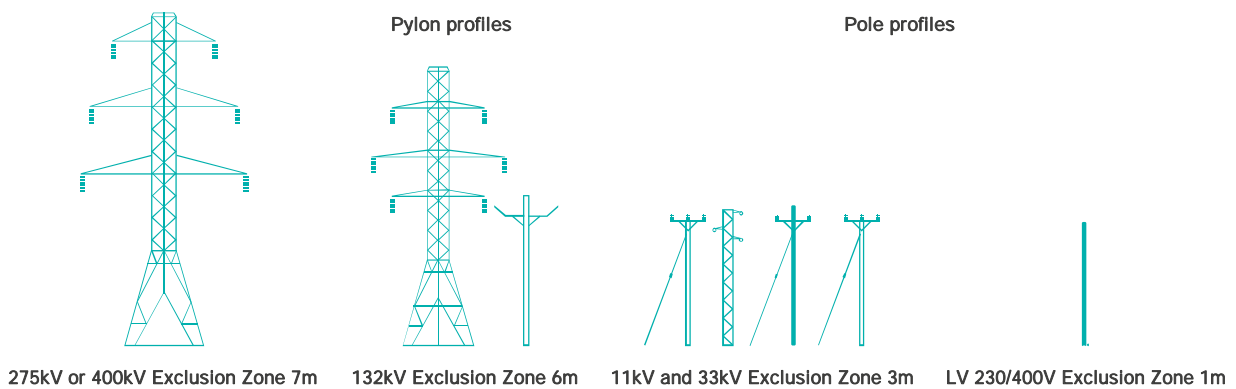 Pylon profiles
Pole profiles
275kV or 400kV Exclusion Zone 7m
132kV Exclusion Zone 6m
11kV and 33kV Exclusion Zone 3m
LV 230/400V Exclusion Zone 1m